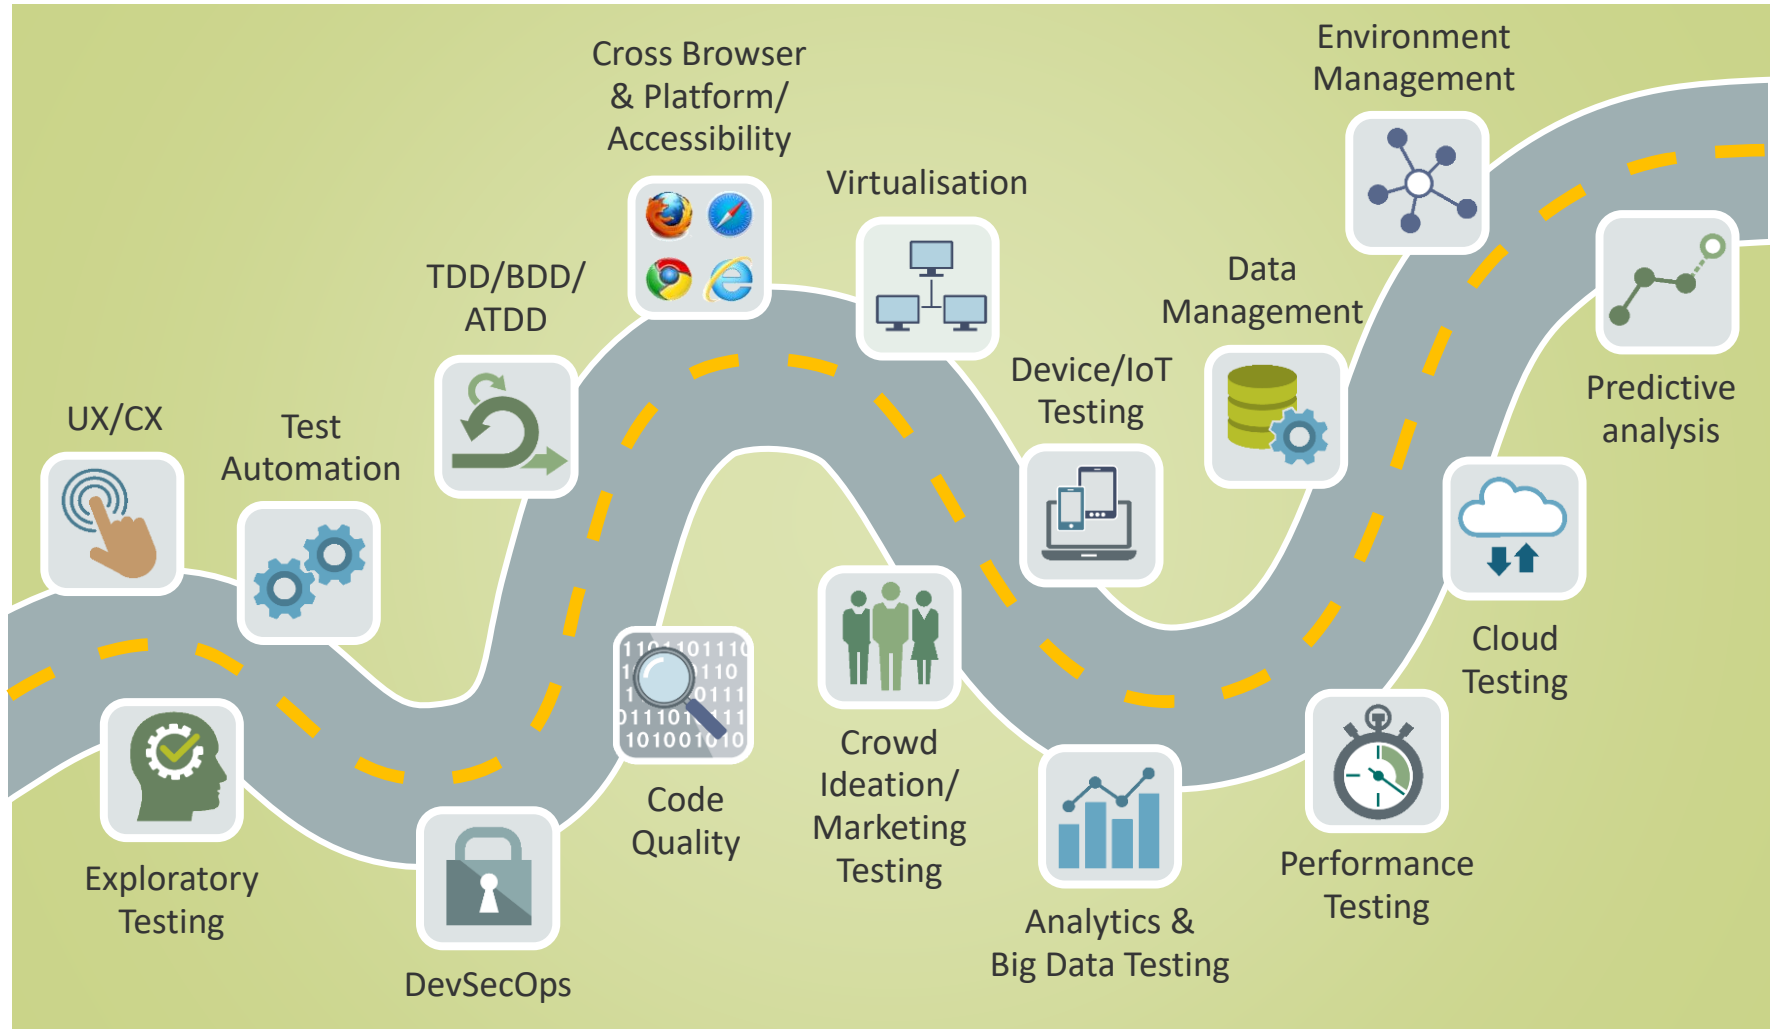 UX/CX
Exploratory
Testing
Test
Automation
DevSecOps
TDD/BDD/
ATDD
Cross Browser
& Platform/
Accessibility
Code
Quality
Virtualisation
Crowd
Ideation/
Marketing
Testing
Device/IoT
Testing
Analytics &
Big Data Testing
Data
Management
Performance
Testing
Environment
Management
Cloud
Testing
Predictive
analysis